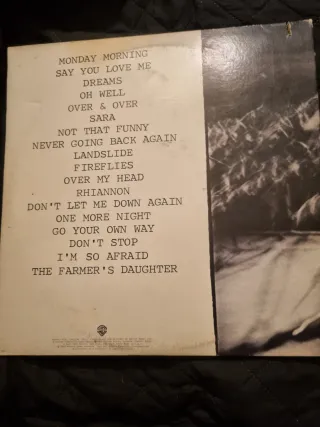 MONDAY MORNING
SAY YOU LOVE ME
DREAMS
OH WELL
OVER & OVER
SARA
NOT THAT FUNNY
NEVER GOING BACK AGAIN
LANDSLIDE
FIREFLIES
OVER MY HEAD
RHIANNON
DON'T LET ME DOWN AGAIN
ONE MORE NIGHT
GO YOUR OWN WAY
DON'T STOP
I'M SO AFRAID
THE FARMER'S DAUGHTER